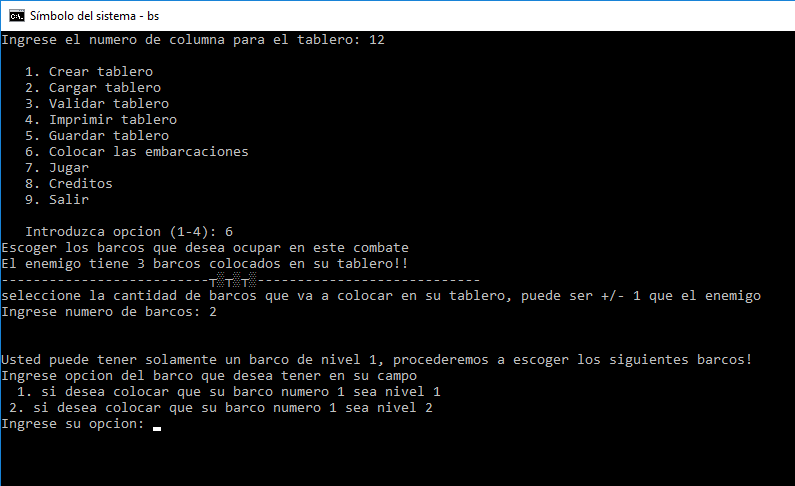 Símbolo del sistema - bs
Ingrese el numero de columna para el tablero: 12
1. Crear tablero
2. Cargar tablero
3. Validar tablero
4. Imprimir tablero
5. Guardar tablero
6. Colocar las embarcaciones
7. Jugar
8. Creditos
9. Salir
Introduzca opcion (1-4): 6
Escoger los barcos que desea ocupar en este combate
El enemigo tiene 3 barcos colocados en su tablero!!
--------------------------┬░┬░┬░----------------------------
seleccione la cantidad de barcos que va a colocar en su tablero, puede ser +/- 1 que el enemigo
Ingrese numero de barcos: 2
Usted puede tener solamente un barco de nivel 1, procederemos a escoger los siguientes barcos!
Ingrese opcion del barco que desea tener en su campo
1. si desea colocar que su barco numero 1 sea nivel 1
2. si desea colocar que su barco numero 1 sea nivel 2
Ingrese su opcion: